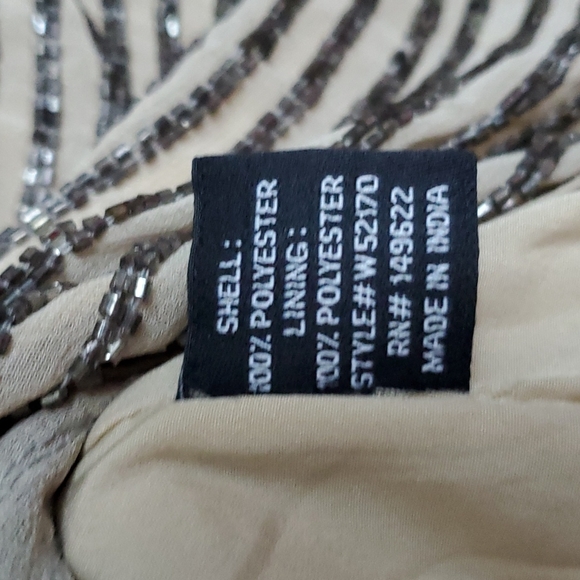 SHELL:
100% POLYESTER
LINING:
100% POLYESTER
STYLE#W52170
RN# 149622
MADE IN INDIA